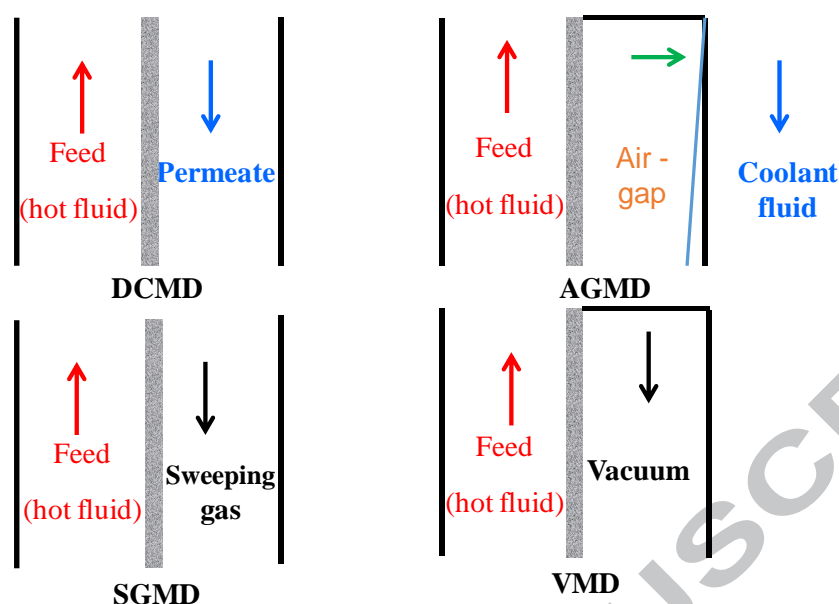 Feed
(hot fluid)
Permeate
DCMD
Feed
(hot fluid)
Air -
gap
Coolant
fluid
AGMD
Feed
(hot fluid)
Sweeping
gas
SGMD
Feed
(hot fluid)
Vacuum
VMD